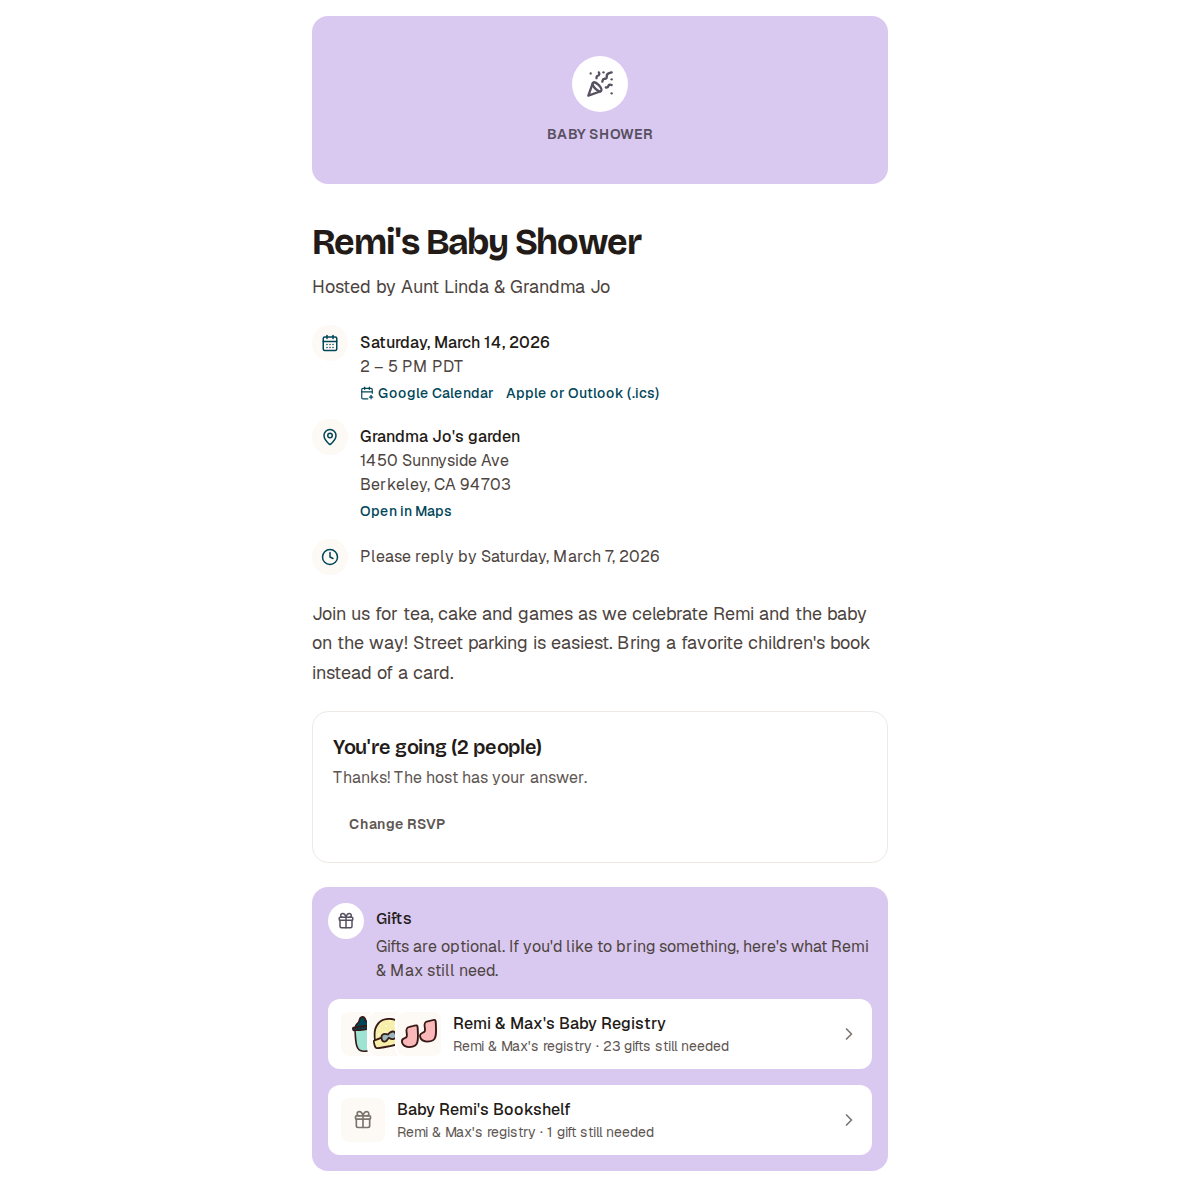 BABY SHOWER
Remi's Baby Shower
Hosted by Aunt Linda & Grandma Jo
Saturday, March 14, 2026
2 – 5 PM PDT
Google Calendar Apple or Outlook (.ics)
Grandma Jo's garden
1450 Sunnyside Ave
Berkeley, CA 94703
Open in Maps
Please reply by Saturday, March 7, 2026
Join us for tea, cake and games as we celebrate Remi and the baby
on the way! Street parking is easiest. Bring a favorite children's book
instead of a card.
You're going (2 people)
Thanks! The host has your answer.
Change RSVP
Gifts
Gifts are optional. If you'd like to bring something, here's what Remi
& Max still need.
Remi & Max's Baby Registry
Remi & Max's registry · 23 gifts still needed
Baby Remi's Bookshelf
Remi & Max's registry · 1 gift still needed